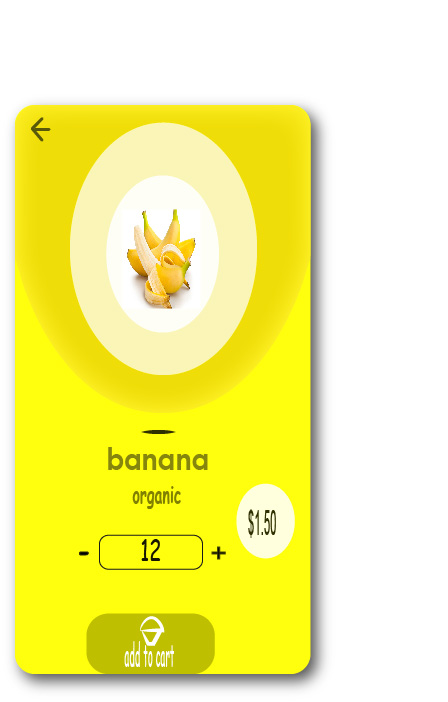 banana
organic
$1.50
- 12 +
add to cart